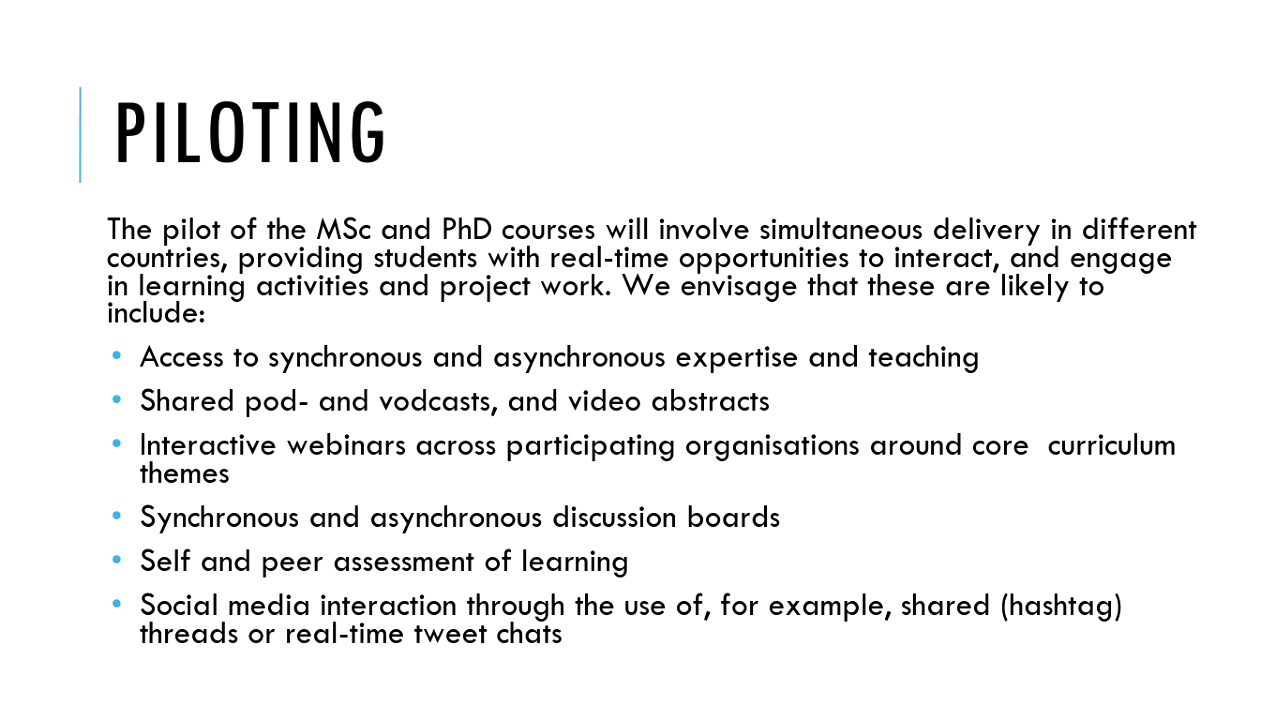 PILOTING
The pilot of the MSc and PhD courses will involve simultaneous delivery in different
countries, providing students with real-time opportunities to interact, and engage
in learning activities and project work. We envisage that these are likely to
include:
• Access to synchronous and asynchronous expertise and teaching
• Shared pod- and vodcasts, and video abstracts
• Interactive webinars across participating organisations around core  curriculum
themes
• Synchronous and asynchronous discussion boards
• Self and peer assessment of learning
• Social media interaction through the use of, for example, shared (hashtag)
threads or real-time tweet chats